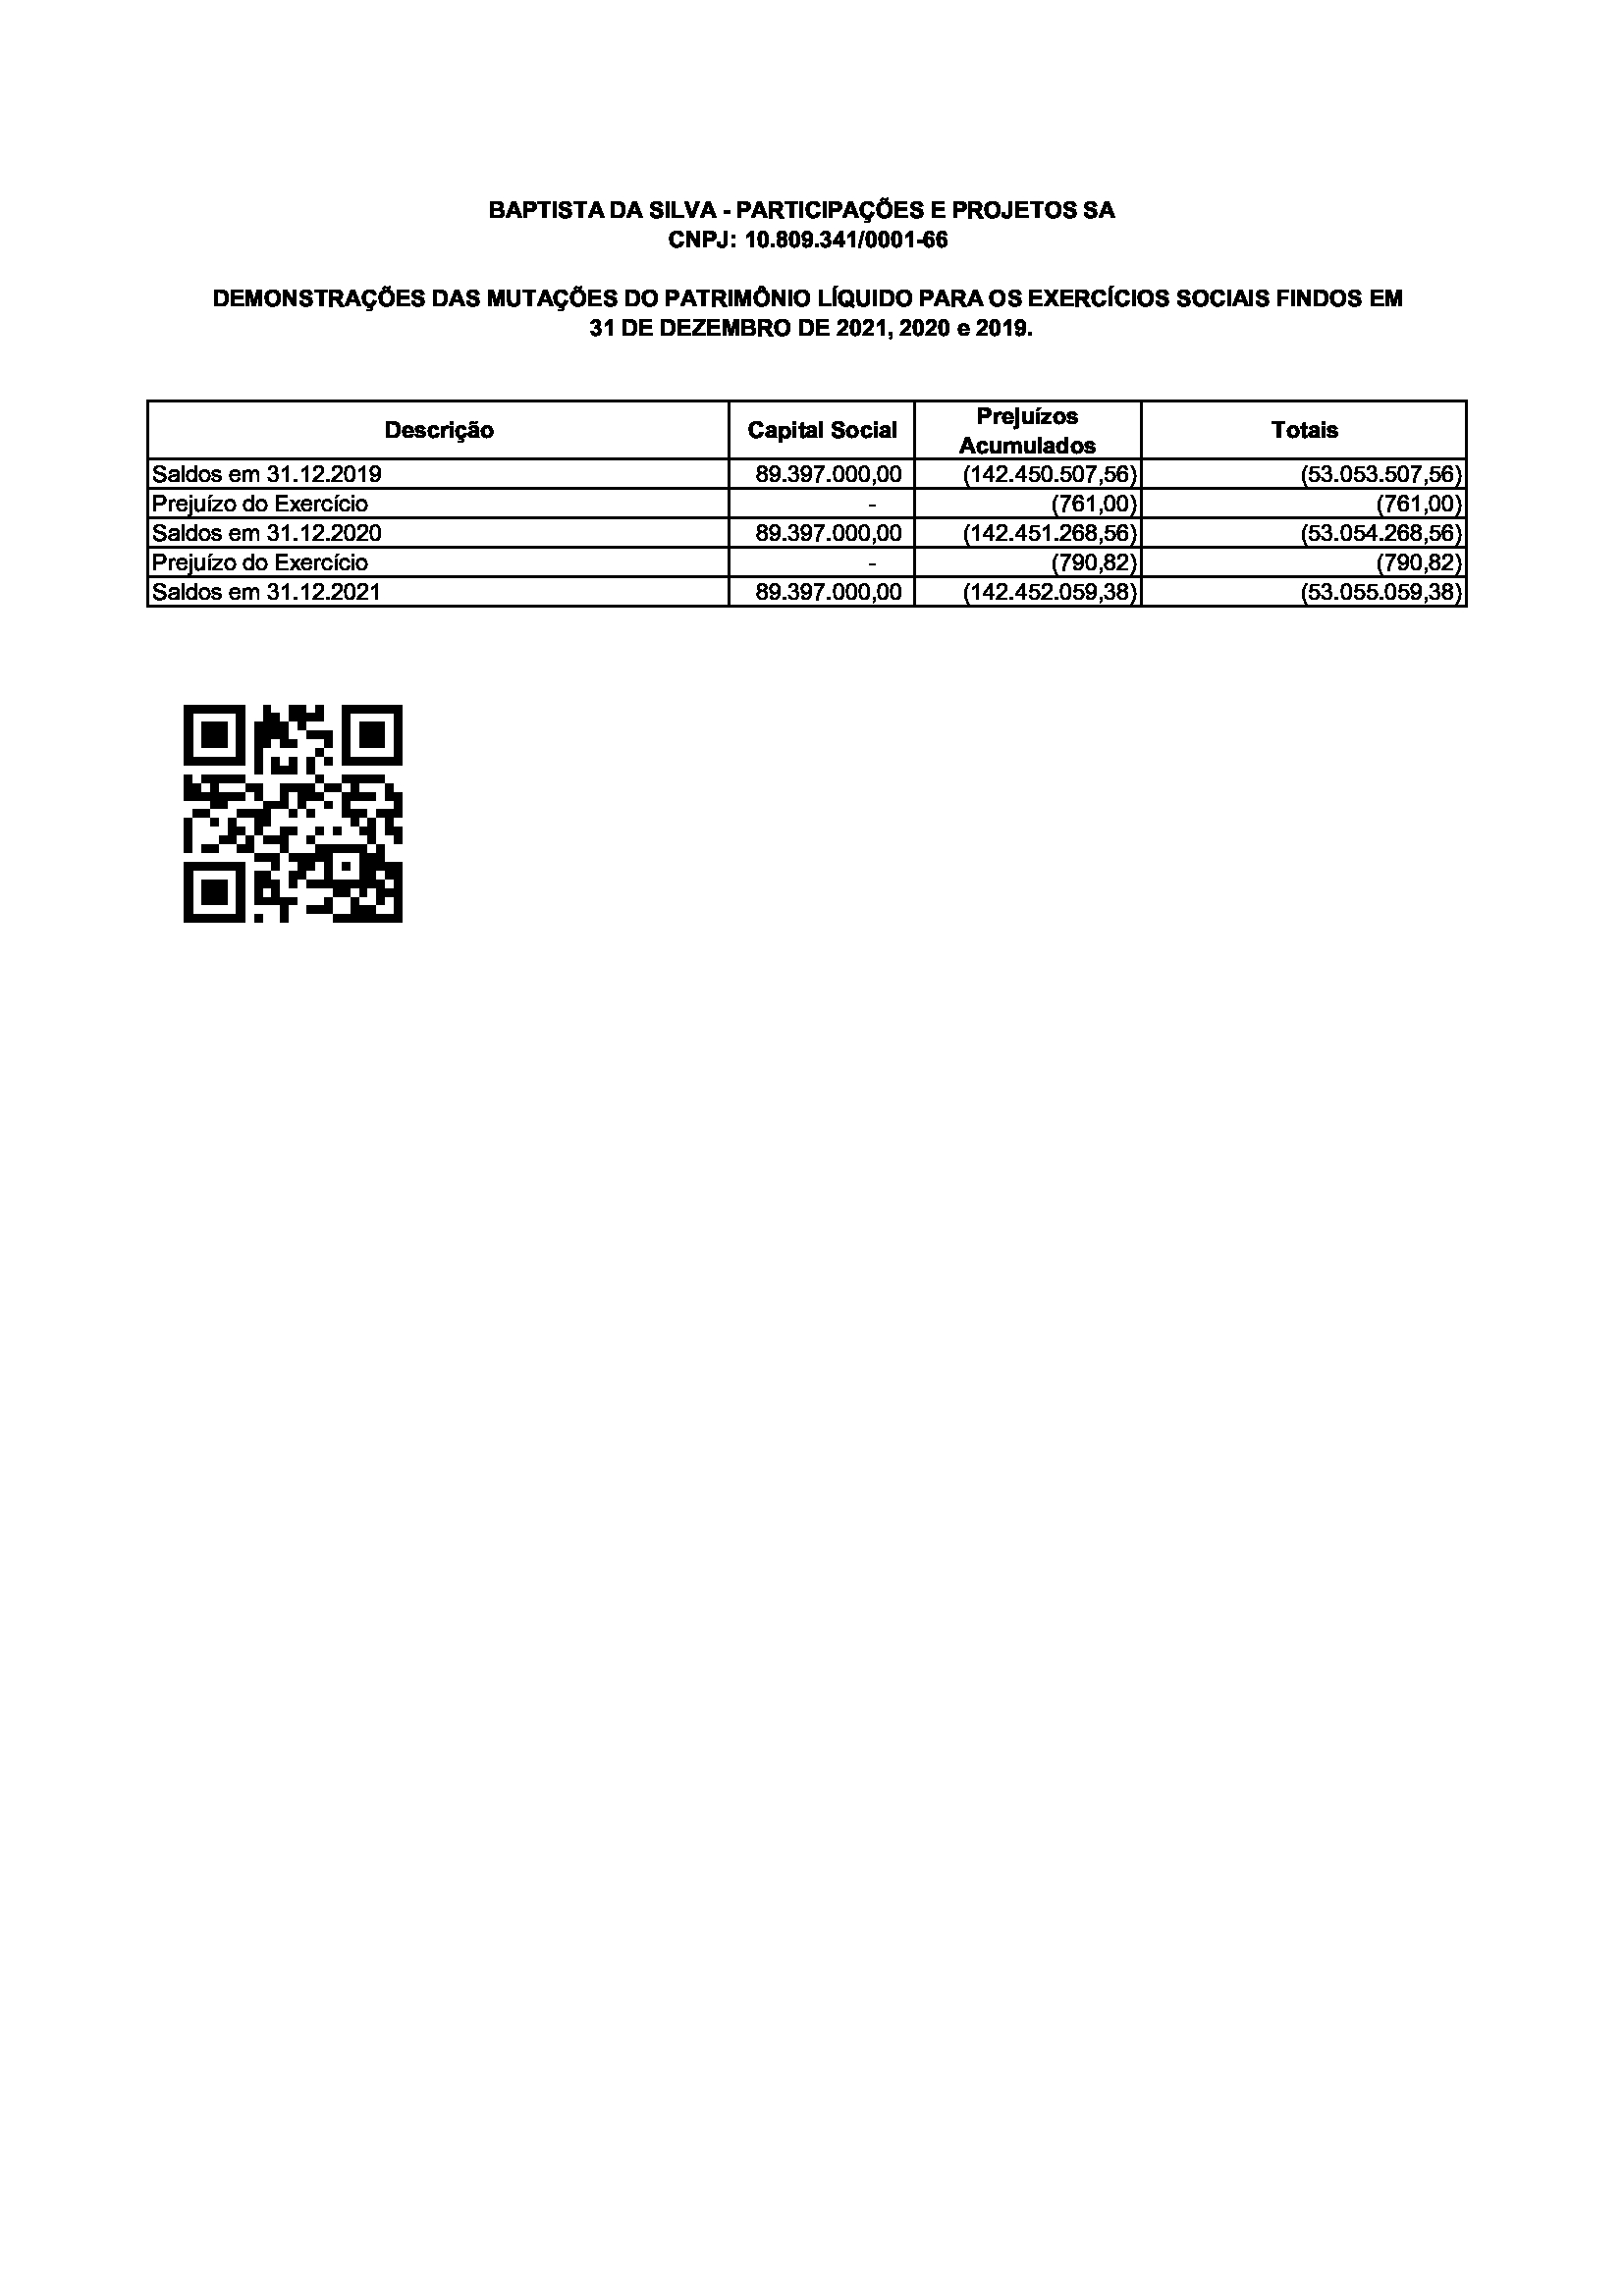 BAPTISTA DA SILVA - PARTICIPAÇÕES E PROJETOS SA
CNPJ: 10.809.341/0001-66
DEMONSTRAÇÕES DAS MUTAÇÕES DO PATRIMÔNIO LÍQUIDO PARA OS EXERCÍCIOS SOCIAIS FINDOS EM
31 DE DEZEMBRO DE 2021, 2020 e 2019.
Descrição Capital Social Prejuízos Acumulados Totais
Saldos em 31.12.2019 89.397.000,00 (142.450.507,56) (53.053.507,56)
Prejuízo do Exercício - (761,00) (761,00)
Saldos em 31.12.2020 89.397.000,00 (142.451.268,56) (53.054.268,56)
Prejuízo do Exercício - (790,82) (790,82)
Saldos em 31.12.2021 89.397.000,00 (142.452.059,38) (53.055.059,38)